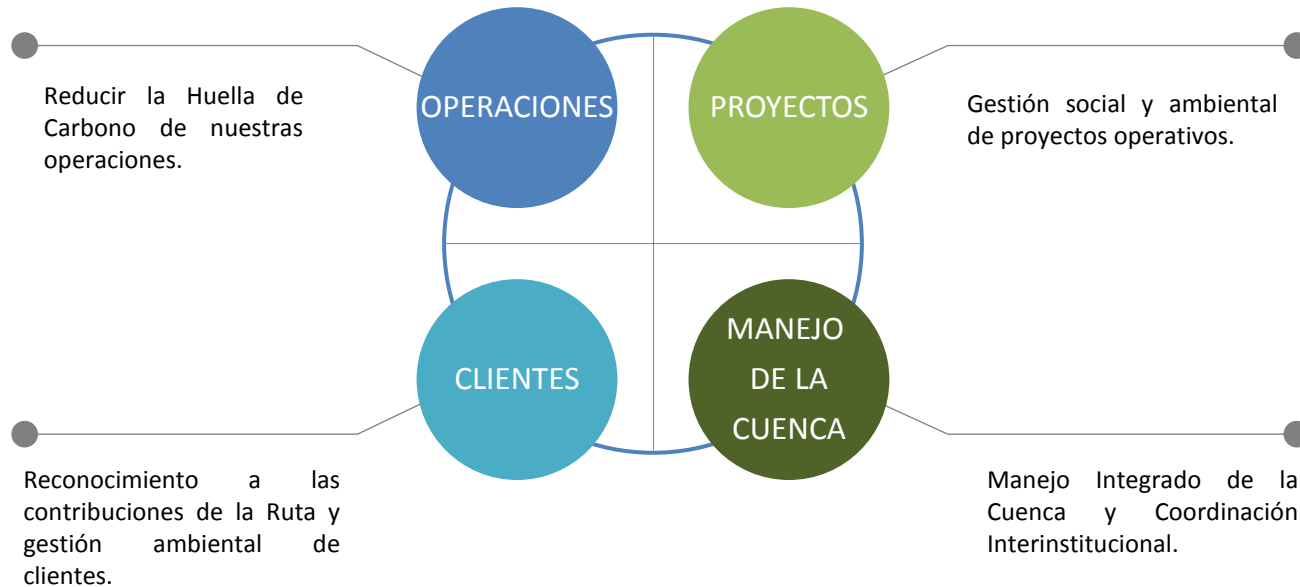 OPERACIONES
PROYECTOS
Reducir la Huella de
Carbono de nuestras
operaciones.
Gestión social y ambiental
de proyectos operativos.
CLIENTES
MANEJO
DE LA
CUENCA
Reconocimiento a las
contribuciones de la Ruta y
gestión ambiental de
clientes.
Manejo Integrado de la
Cuenca y Coordinación
Interinstitucional.